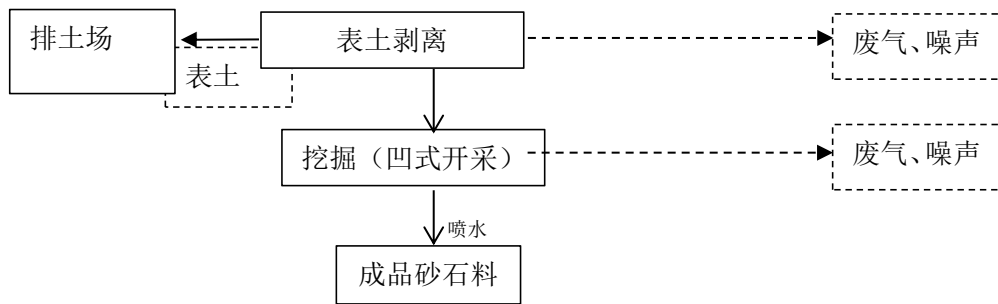 排土场
表土剥离
废气、噪声
表土
挖掘（凹式开采）
废气、噪声
喷水
成品砂石料